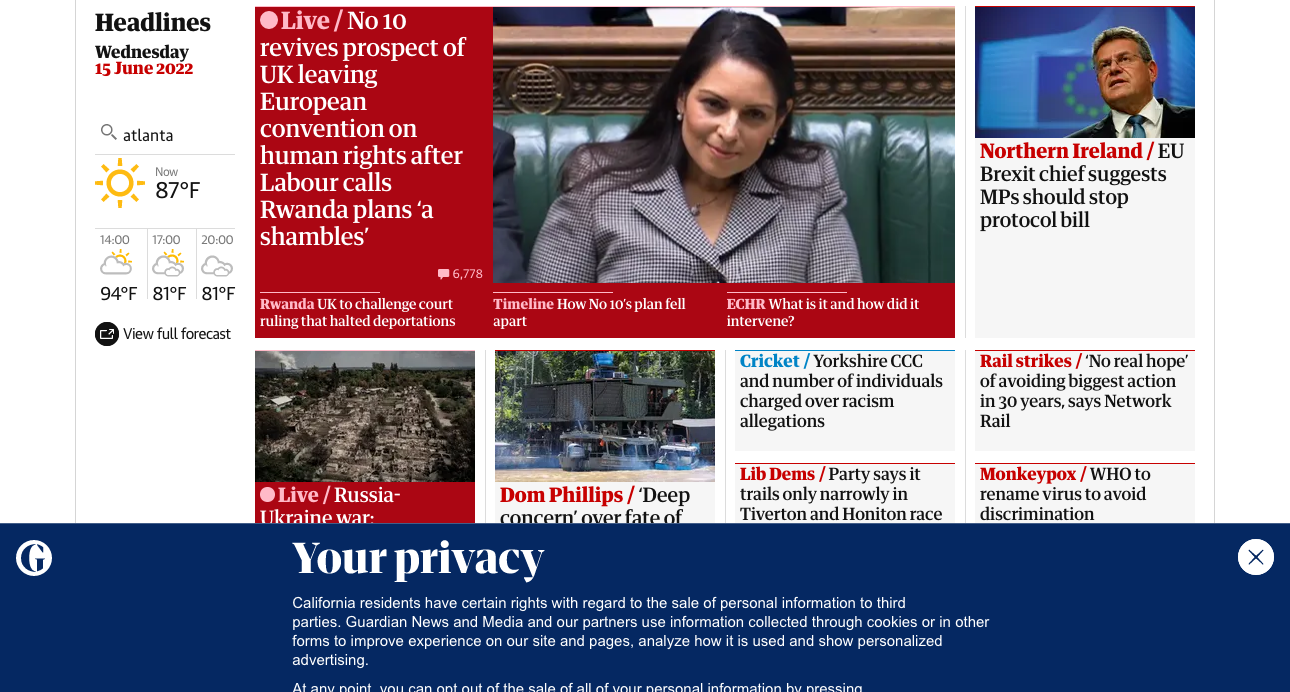 Headlines
Wednesday
15 June 2022
atlanta
Now
87°F
14:00
94°F
17:00
81°F
20:00
81°F
View full forecast
Live / No 10
revives prospect of
UK leaving
European
convention on
human rights after
Labour calls
Rwanda plans ‘a
shambles’
6,778
Rwanda UK to challenge court
ruling that halted deportations
Timeline How No 10’s plan fell
apart
ECHR What is it and how did it
intervene?
Northern Ireland / EU
Brexit chief suggests
MPs should stop
protocol bill
Live / Russia-
Ukraine war:
Dom Phillips / ‘Deep
concern’ over fate of
Cricket / Yorkshire CCC
and number of individuals
charged over racism
allegations
Lib Dems / Party says it
trails only narrowly in
Tiverton and Honiton race
Rail strikes / ‘No real hope’
of avoiding biggest action
in 30 years, says Network
Rail
Monkeypox / WHO to
rename virus to avoid
discrimination
G
Your privacy
California residents have certain rights with regard to the sale of personal information to third
parties. Guardian News and Media and our partners use information collected through cookies or in other
forms to improve experience on our site and pages, analyze how it is used and show personalized
advertising.
At any point, you can opt out of the sale of all of your personal information by pressing